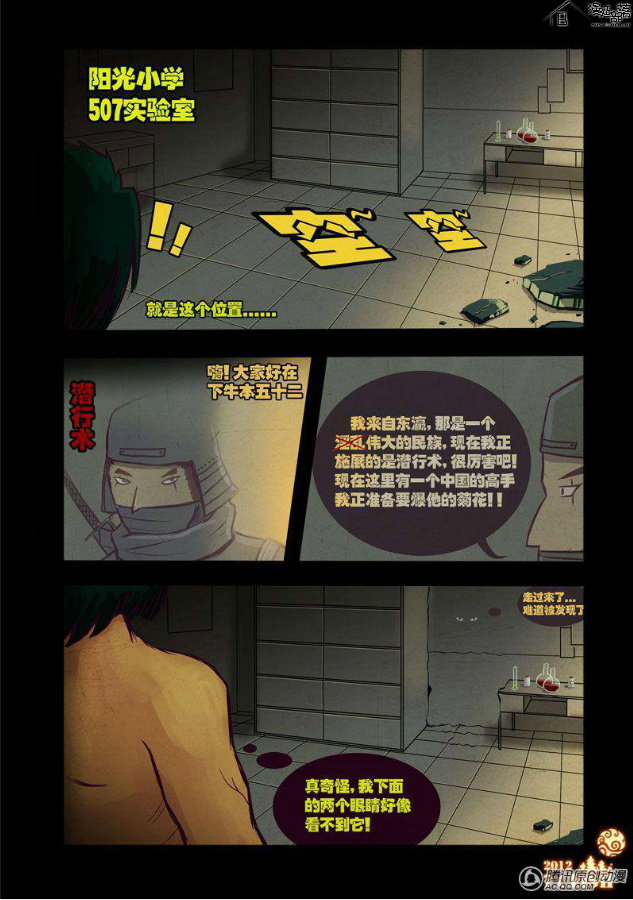 漫征
部落
阳光小学
507实验室
!!
空 空
就是这个位置......
潜行术
嗨！大家好在
下牛本五十二
我来自东瀛，那是一个
伟大的民族，现在我正
施展的是潜行术，很厉害吧！
现在这里有一个中国的高手
我正准备要爆他的菊花！！
走过来了...
难道被发现了
真奇怪，我下面
的两个眼睛好像
看不到它！
2012
腾讯原创动漫
AC.QQ.COM